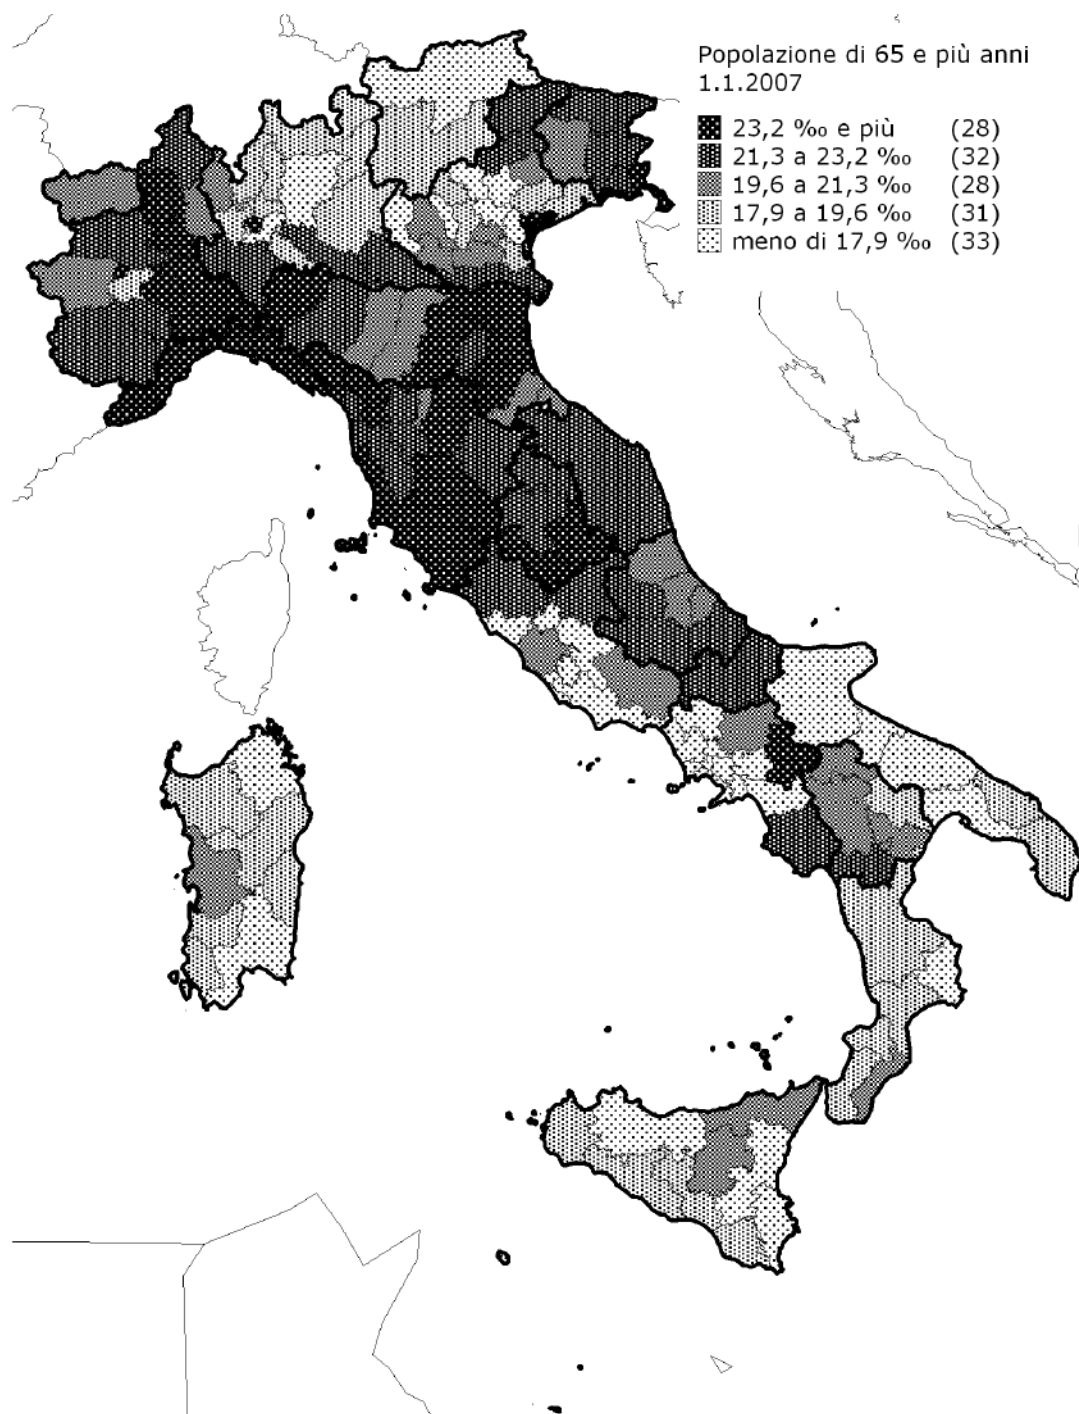 Popolazione di 65 e più anni
1.1.2007
23,2 ‰ e più (28)
21,3 a 23,2 ‰ (32)
19,6 a 21,3 ‰ (28)
17,9 a 19,6 ‰ (31)
meno di 17,9 ‰ (33)